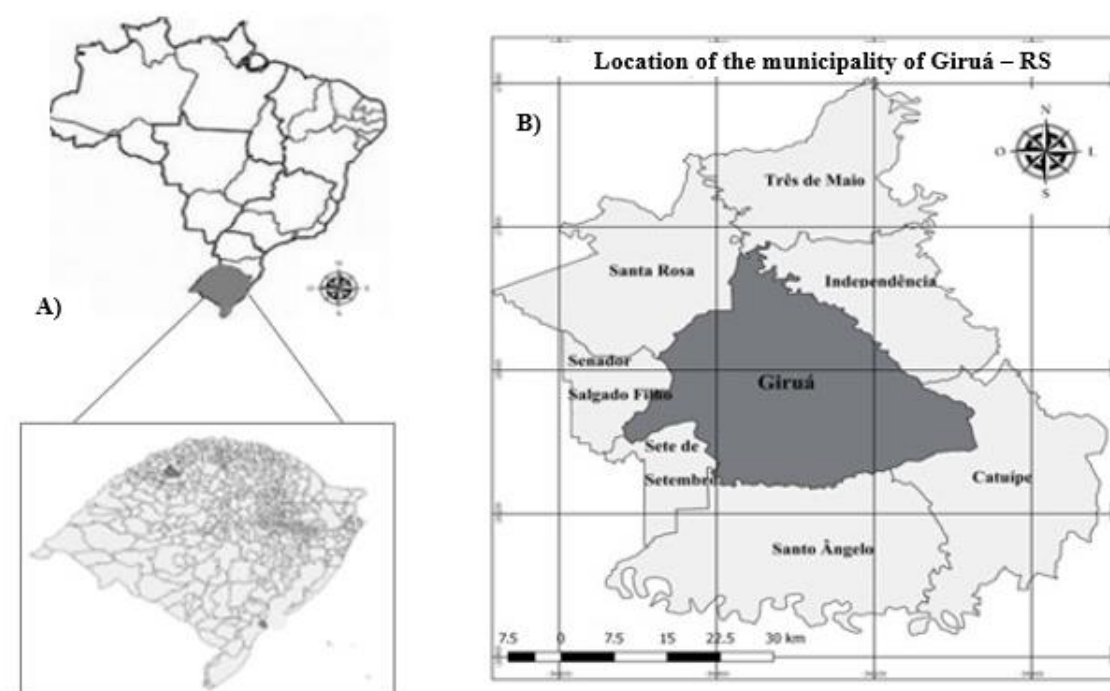 A)
Location of the municipality of Giruá – RS
B)
N
O L
S
Três de Maio
Santa Rosa
Independência
Senador
Salgado Filho
Giruá
Sete de
Setembro
Catuípe
Santo Ângelo
7.5 0 7.5 15 22.5 30 km